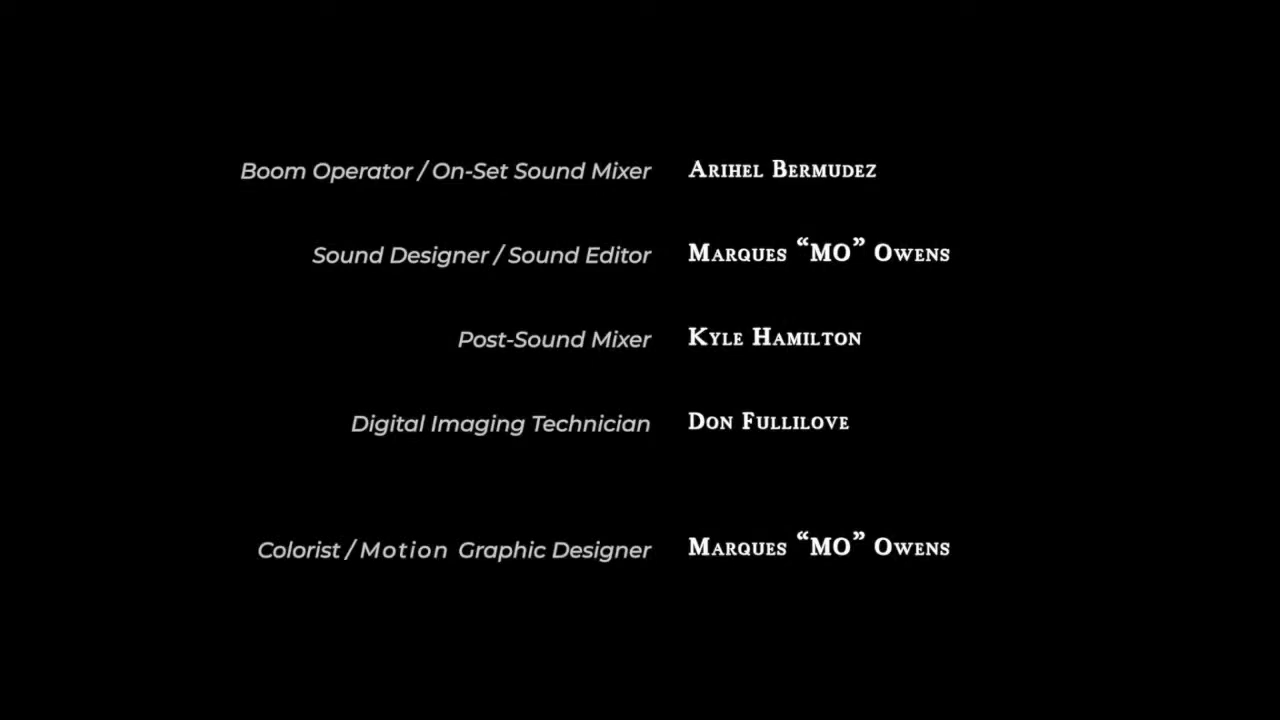 Boom Operator / On-Set Sound Mixer Arihel Bermudez
Sound Designer / Sound Editor Marques “MO” Owens
Post-Sound Mixer Kyle Hamilton
Digital Imaging Technician Don Fullilove
Colorist / Motion Graphic Designer Marques “MO” Owens